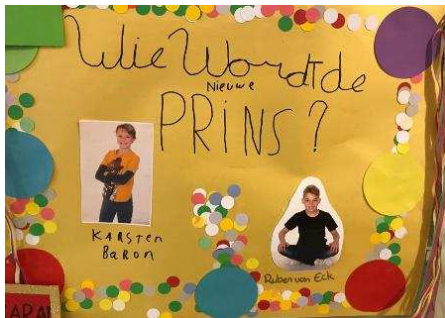 Wie Wordt de
Nieuwe
PRINS?
KARSTEN
BARON
Ruben van Eck